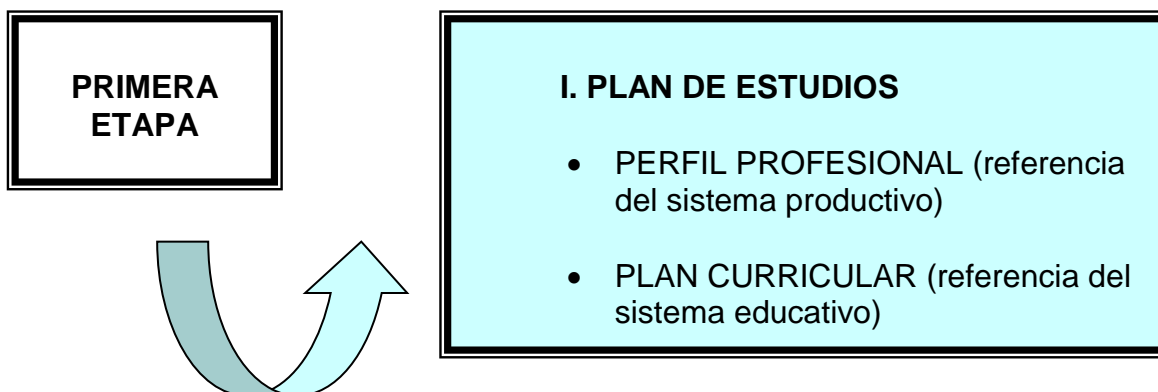 PRIMERA
ETAPA
I. PLAN DE ESTUDIOS
• PERFIL PROFESIONAL (referencia
del sistema productivo)
• PLAN CURRICULAR (referencia del
sistema educativo)